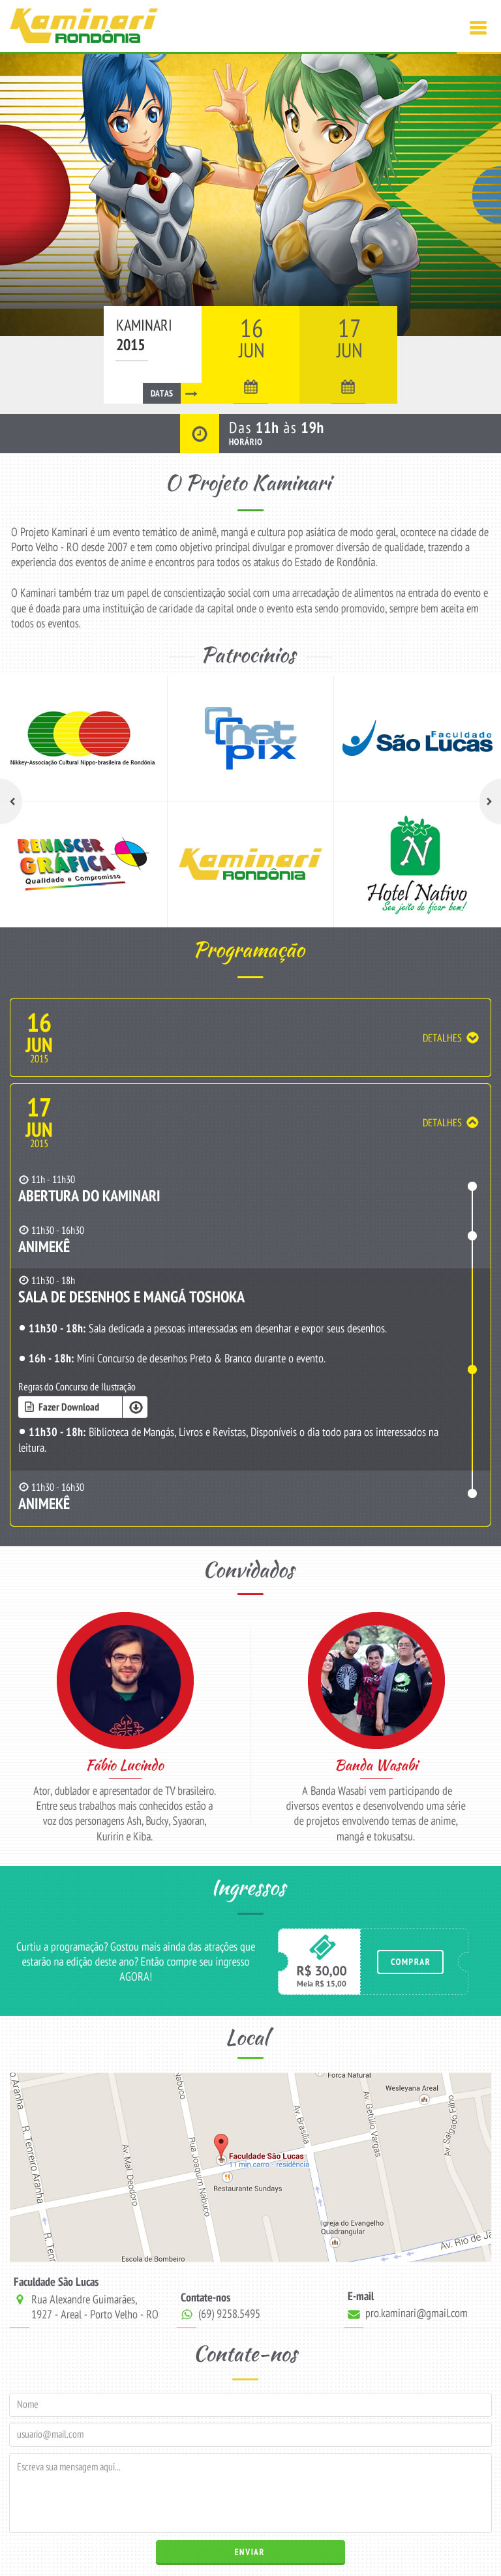 Kaminari
RONDÔNIA
KAMINARI
2015
DATAS
16
JUN
17
JUN
Das 11h às 19h
HORÁRIO
O Projeto Kaminari
O Projeto Kaminari é um evento temático de animê, mangá e cultura pop asiática de modo geral, ocontece na cidade de
Porto Velho - RO desde 2007 e tem como objetivo principal divulgar e promover diversão de qualidade, trazendo a
experiencia dos eventos de anime e encontros para todos os atakus do Estado de Rondônia.
O Kaminari também traz um papel de conscientização social com uma arrecadação de alimentos na entrada do evento e
que é doada para uma instituição de caridade da capital onde o evento esta sendo promovido, sempre bem aceita em
todos os eventos.
Patrocínios
Nikkey-Associação Cultural Nippo-brasileira de Rondônia
net
pix
Faculdade
São Lucas
RENASCER
GRÁFICA
Qualidade e Compromisso
Kaminari
RONDÔNIA
N
Hotel Nativo
Seu jeito de ficar bem!
Programação
16
JUN
2015
DETALHES
17
JUN
2015
DETALHES
11h - 11h30
ABERTURA DO KAMINARI
11h30 - 16h30
ANIMEKÊ
11h30 - 18h
SALA DE DESENHOS E MANGÁ TOSHOKA
11h30 - 18h: Sala dedicada a pessoas interessadas em desenhar e expor seus desenhos.
16h - 18h: Mini Concurso de desenhos Preto & Branco durante o evento.
Regras do Concurso de Ilustração
Fazer Download
11h30 - 18h: Biblioteca de Mangás, Livros e Revistas, Disponíveis o dia todo para os interessados na
leitura.
11h30 - 16h30
ANIMEKÊ
Convidados
Fábio Lucindo
Ator, dublador e apresentador de TV brasileiro.
Entre seus trabalhos mais conhecidos estão a
voz dos personagens Ash, Bucky, Syaoran,
Kuririn e Kiba.
Banda Wasabi
A Banda Wasabi vem participando de
diversos eventos e desenvolvendo uma série
de projetos envolvendo temas de anime,
mangá e tokusatsu.
Ingressos
Curtiu a programação? Gostou mais ainda das atrações que
estarão na edição deste ano? Então compre seu ingresso
AGORA!
R$ 30,00
Meia R$ 15,00
COMPRAR
Local
Forca Natural
Wesleyana Areal
o Aranha
R. Tenreiro Aranha
R. Tenr
Av. Mal. Deodoro
Nabuco
Rua Joaquim Nabuco
Av. Brasília
Av. Getúlio Vargas
Av. Salgado Filho
Faculdade São Lucas
11 min carro - residência
Restaurante Sundays
Igreja do Evangelho
Quadrangular
Av. Rio de Ja
Escola de Bombeiro
Faculdade São Lucas
Rua Alexandre Guimarães,
1927 - Areal - Porto Velho - RO
Contate-nos
(69) 9258.5495
E-mail
pro.kaminari@gmail.com
Contate-nos
Nome
usuario@mail.com
Escreva sua mensagem aqui...
ENVIAR